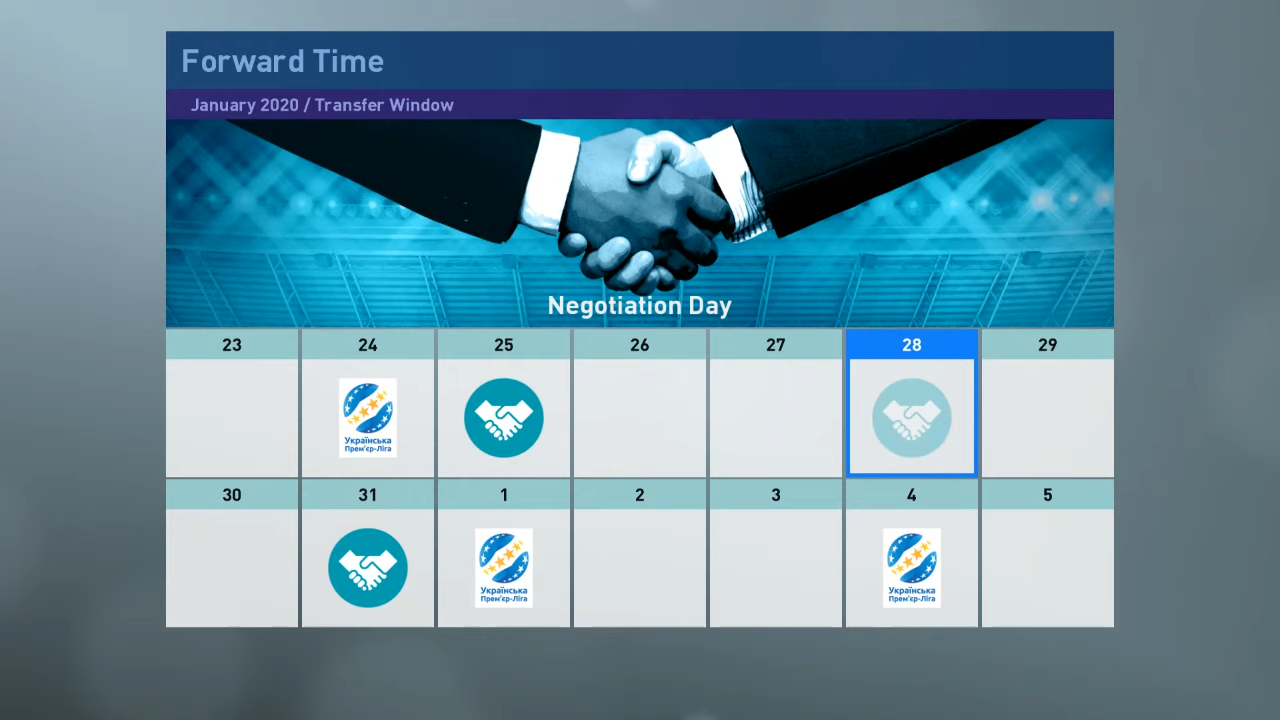 Forward Time
January 2020 / Transfer Window
Negotiation Day
23 24 25 26 27 28 29
Українська
Прем'єр-Ліга
30 31 1 2 3 4 5
Українська Українська
Прем'єр-Ліга Прем'єр-Ліга